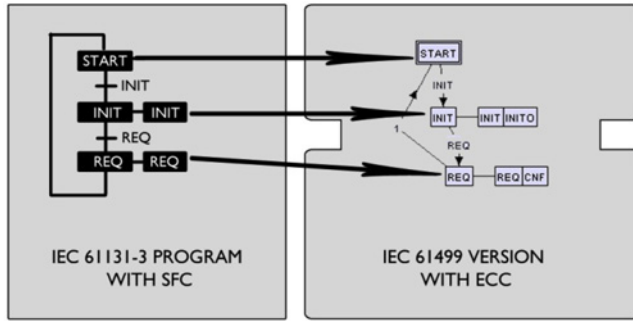 START
INIT
INIT INIT
REQ
REQ REQ
IEC 61131-3 PROGRAM
WITH SFC
START
INIT
INIT INIT INITO
1
REQ
REQ REQ CNF
IEC 61499 VERSION
WITH ECC